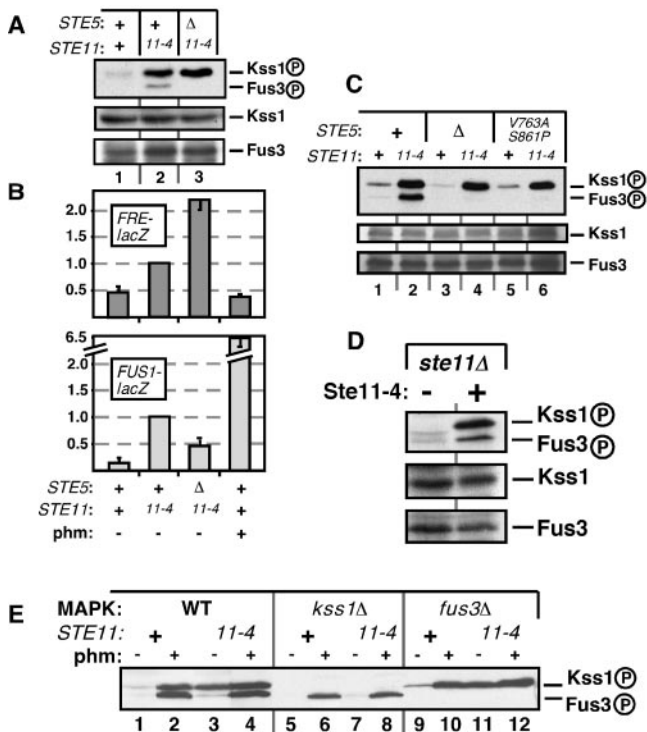 A
STE5: + + Δ
STE11: + 11-4 11-4
Kss1Ⓟ
Fus3Ⓟ
Kss1
Fus3
1 2 3
B
FRE-
lacZ
2.0
1.5
1.0
0.5
FUS1-
lacZ
6.5
2.0
1.5
1.0
0.5
STE5: + + Δ +
STE11: + 11-4 11-4 +
phm: - - - +
C
STE5: + Δ V763A
S861P
STE11: + 11-4 + 11-4 + 11-4
Kss1Ⓟ
Fus3Ⓟ
Kss1
Fus3
1 2 3 4 5 6
D
ste11Δ
Ste11-4: - +
Kss1Ⓟ
Fus3Ⓟ
Kss1
Fus3
E
MAPK: WT kss1Δ fus3Δ
STE11: + 11-4 + 11-4 + 11-4
phm: - + - + - + - + - + - +
Kss1Ⓟ
Fus3Ⓟ
1 2 3 4 5 6 7 8 9 10 11 12